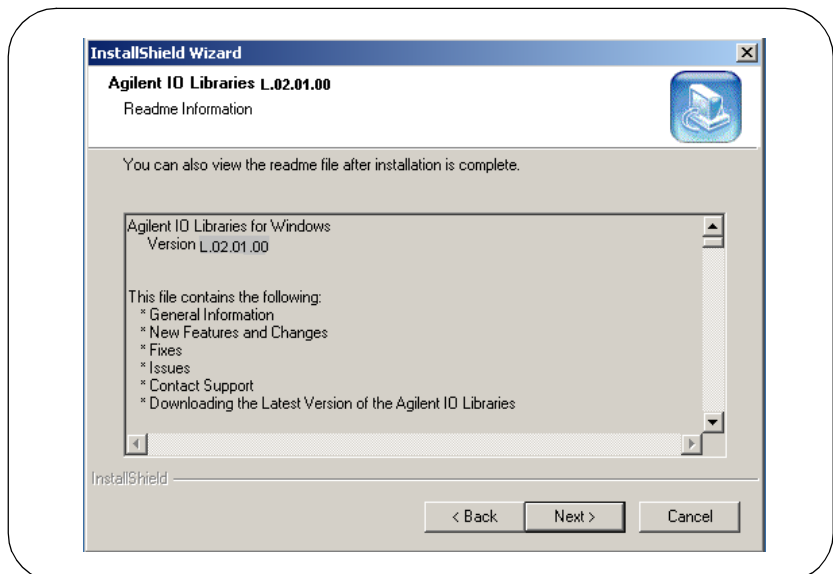 InstallShield Wizard
Agilent IO Libraries L.02.01.00
Readme Information
You can also view the readme file after installation is complete.
Agilent IO Libraries for Windows
Version L.02.01.00
This file contains the following:
* General Information
* New Features and Changes
* Fixes
* Issues
* Contact Support
* Downloading the Latest Version of the Agilent IO Libraries
InstallShield
< Back Next > Cancel